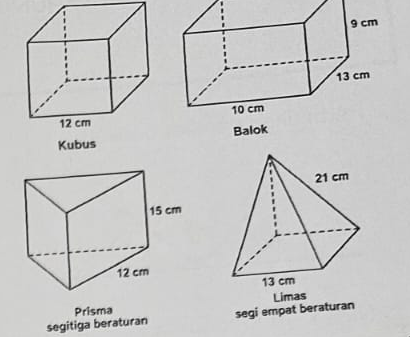 9 cm
13 cm
12 cm
10 cm
Kubus
Balok
15 cm
12 cm
21 cm
13 cm
Prisma
segitiga beraturan
Limas
segi empat beraturan